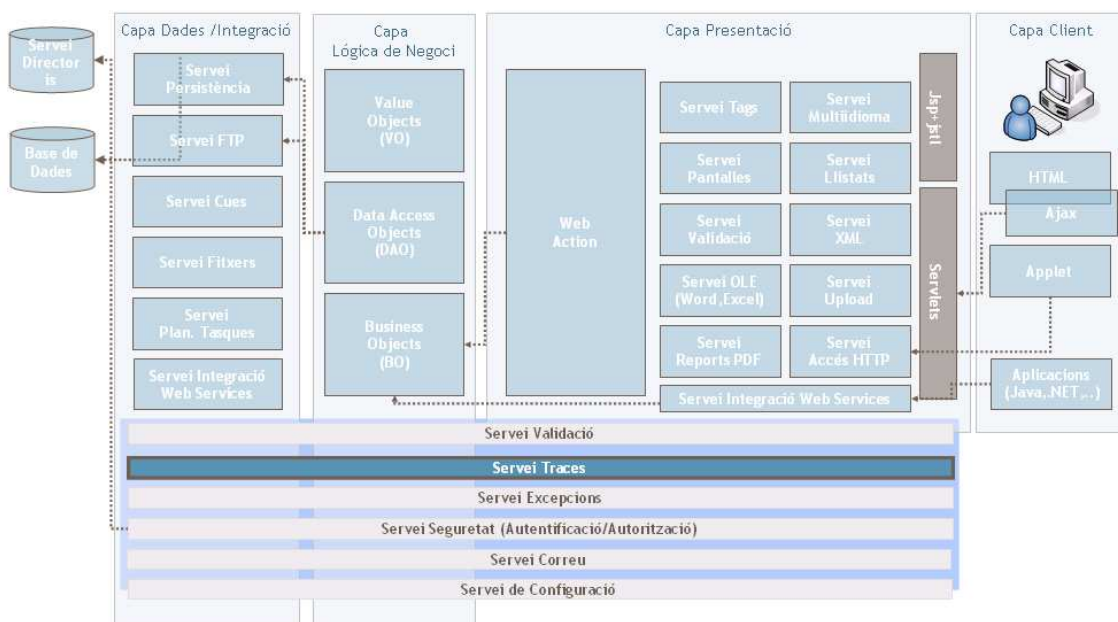 Servei
Director
is
Base de
Dades
Capa Dades /Integració
Servei
Persistència
Servei FTP
Servei Cues
Servei Fitxers
Servei
Plan. Tasques
Servei Integració
Web Services
Capa
Lógica de Negoci
Value
Objects
(VO)
Data Access
Objects
(DAO)
Business
Objects
(BO)
Capa Presentació
Web
Action
Servei Tags
Servei
Multiidioma
Servei
Pantalles
Servei
Llistats
Servei
Validació
Servei
XML
Servei OLE
(Word,Excel)
Servei
Upload
Servei
Reports PDF
Servei
Accés HTTP
Servei Integració Web Services
Jsp+ jstl
Servlets
Capa Client
HTML
Ajax
Applet
Aplicacions
(Java,.NET,..)
Servei Validació
Servei Traces
Servei Excepcions
Servei Seguretat (Autentificació/Autorització)
Servei Correu
Servei de Configuració